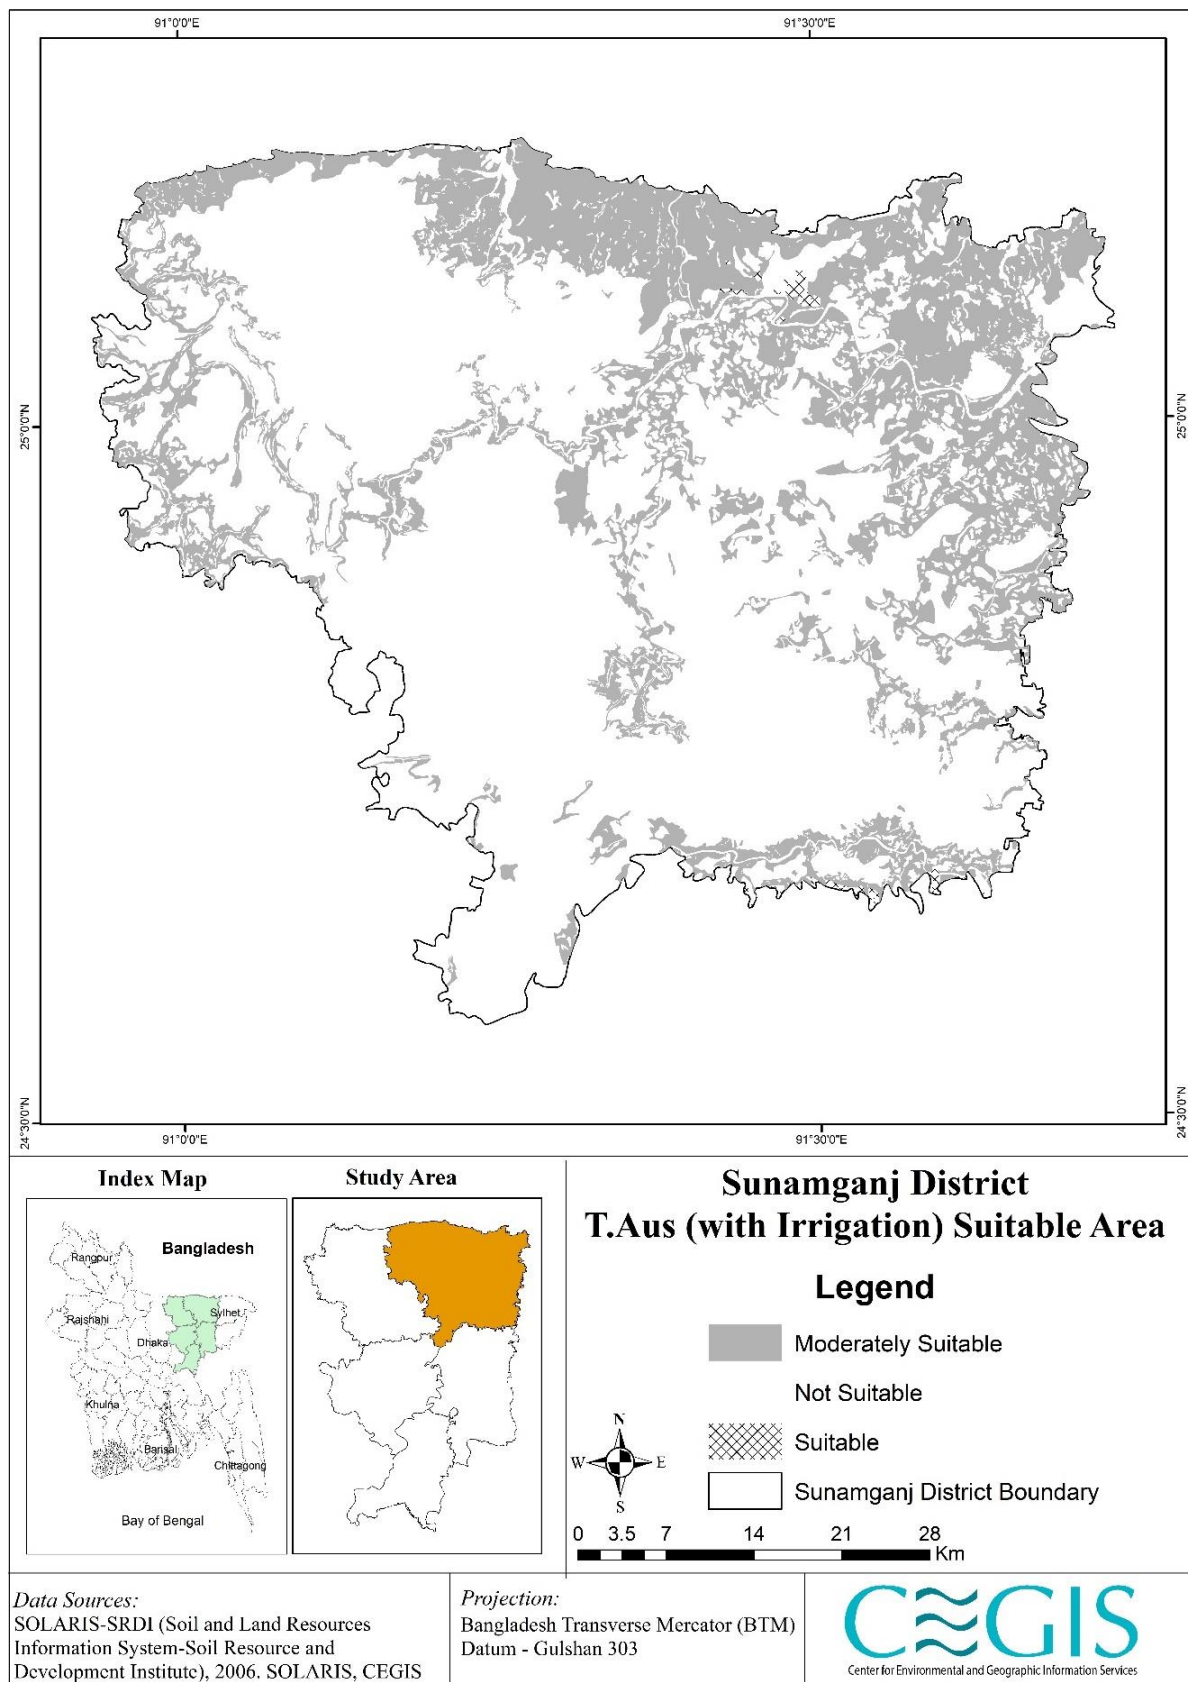 91°0'0"E
91°30'0"E
25°0'0"N
25°0'0"N
24°30'0"N
24°30'0"N
91°0'0"E
91°30'0"E
Index Map
Study Area
Bangladesh
Rangpur
Rajshahi
Sylhet
Dhaka
Khulna
Barisal
Chittagong
Bay of Bengal
Sunamganj District
T.Aus (with Irrigation) Suitable Area
Legend
Moderately Suitable
Not Suitable
Suitable
Sunamganj District Boundary
N
W E
S
0 3.5 7 14 21 28
Km
Data Sources:
SOLARIS-SRDI (Soil and Land Resources
Information System-Soil Resource and
Development Institute), 2006. SOLARIS, CEGIS
Projection:
Bangladesh Transverse Mercator (BTM)
Datum - Gulshan 303
CEGIS
Center for Environmental and Geographic Information Services